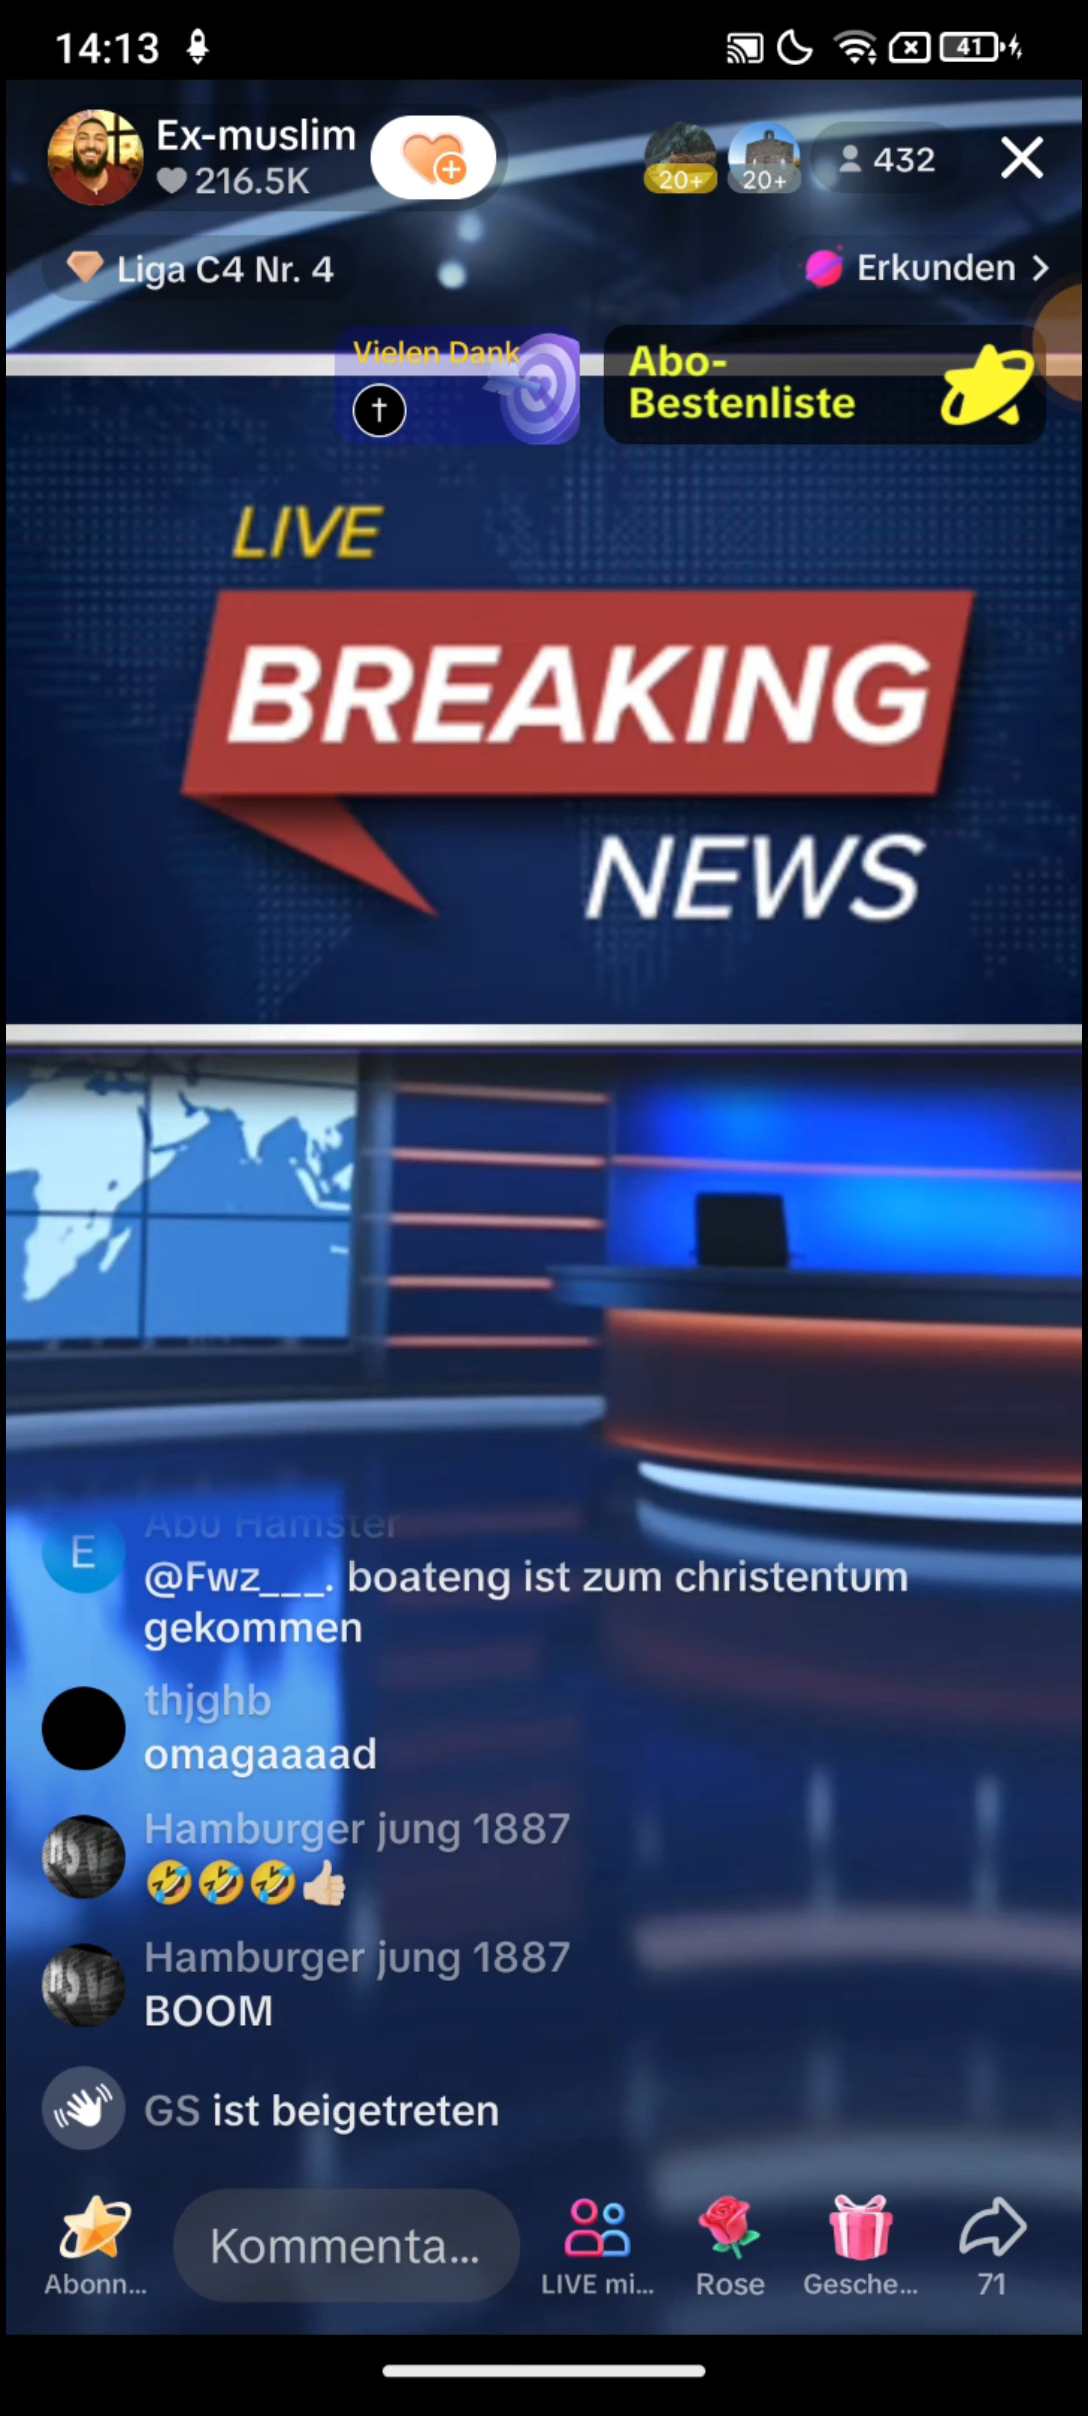 14:13
41
Ex-muslim
216.5K
20+
20+
432
Liga C4 Nr. 4
Erkunden
Vielen Dank
Abo-
Bestenliste
LIVE
BREAKING
NEWS
E
Abu Hamster
@Fwz___. boateng ist zum christentum
gekommen
thjghb
omagaaaad
Hamburger jung 1887
🤣🤣🤣👍🏼
Hamburger jung 1887
BOOM
GS ist beigetreten
Kommenta...
Abonn...
LIVE mi...
Rose
Gesche...
71